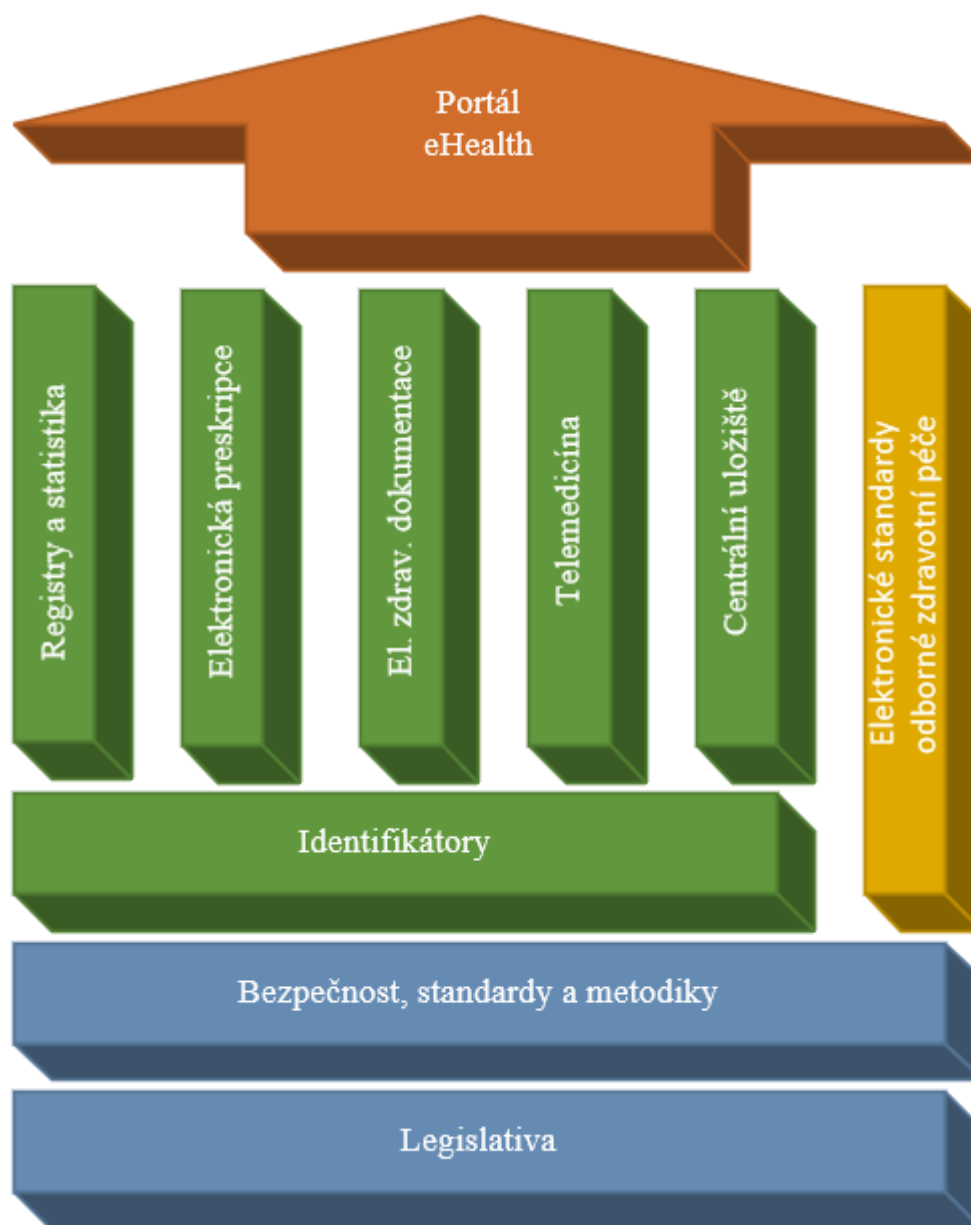 Portál
eHealth
Registry a statistika
Elektronická preskripce
El. zdrav. dokumentace
Telemedicína
Centrální uložiště
Elektronické standardy
odborné zdravotní péče
Identifikátory
Bezpečnost, standardy a metodiky
Legislativa